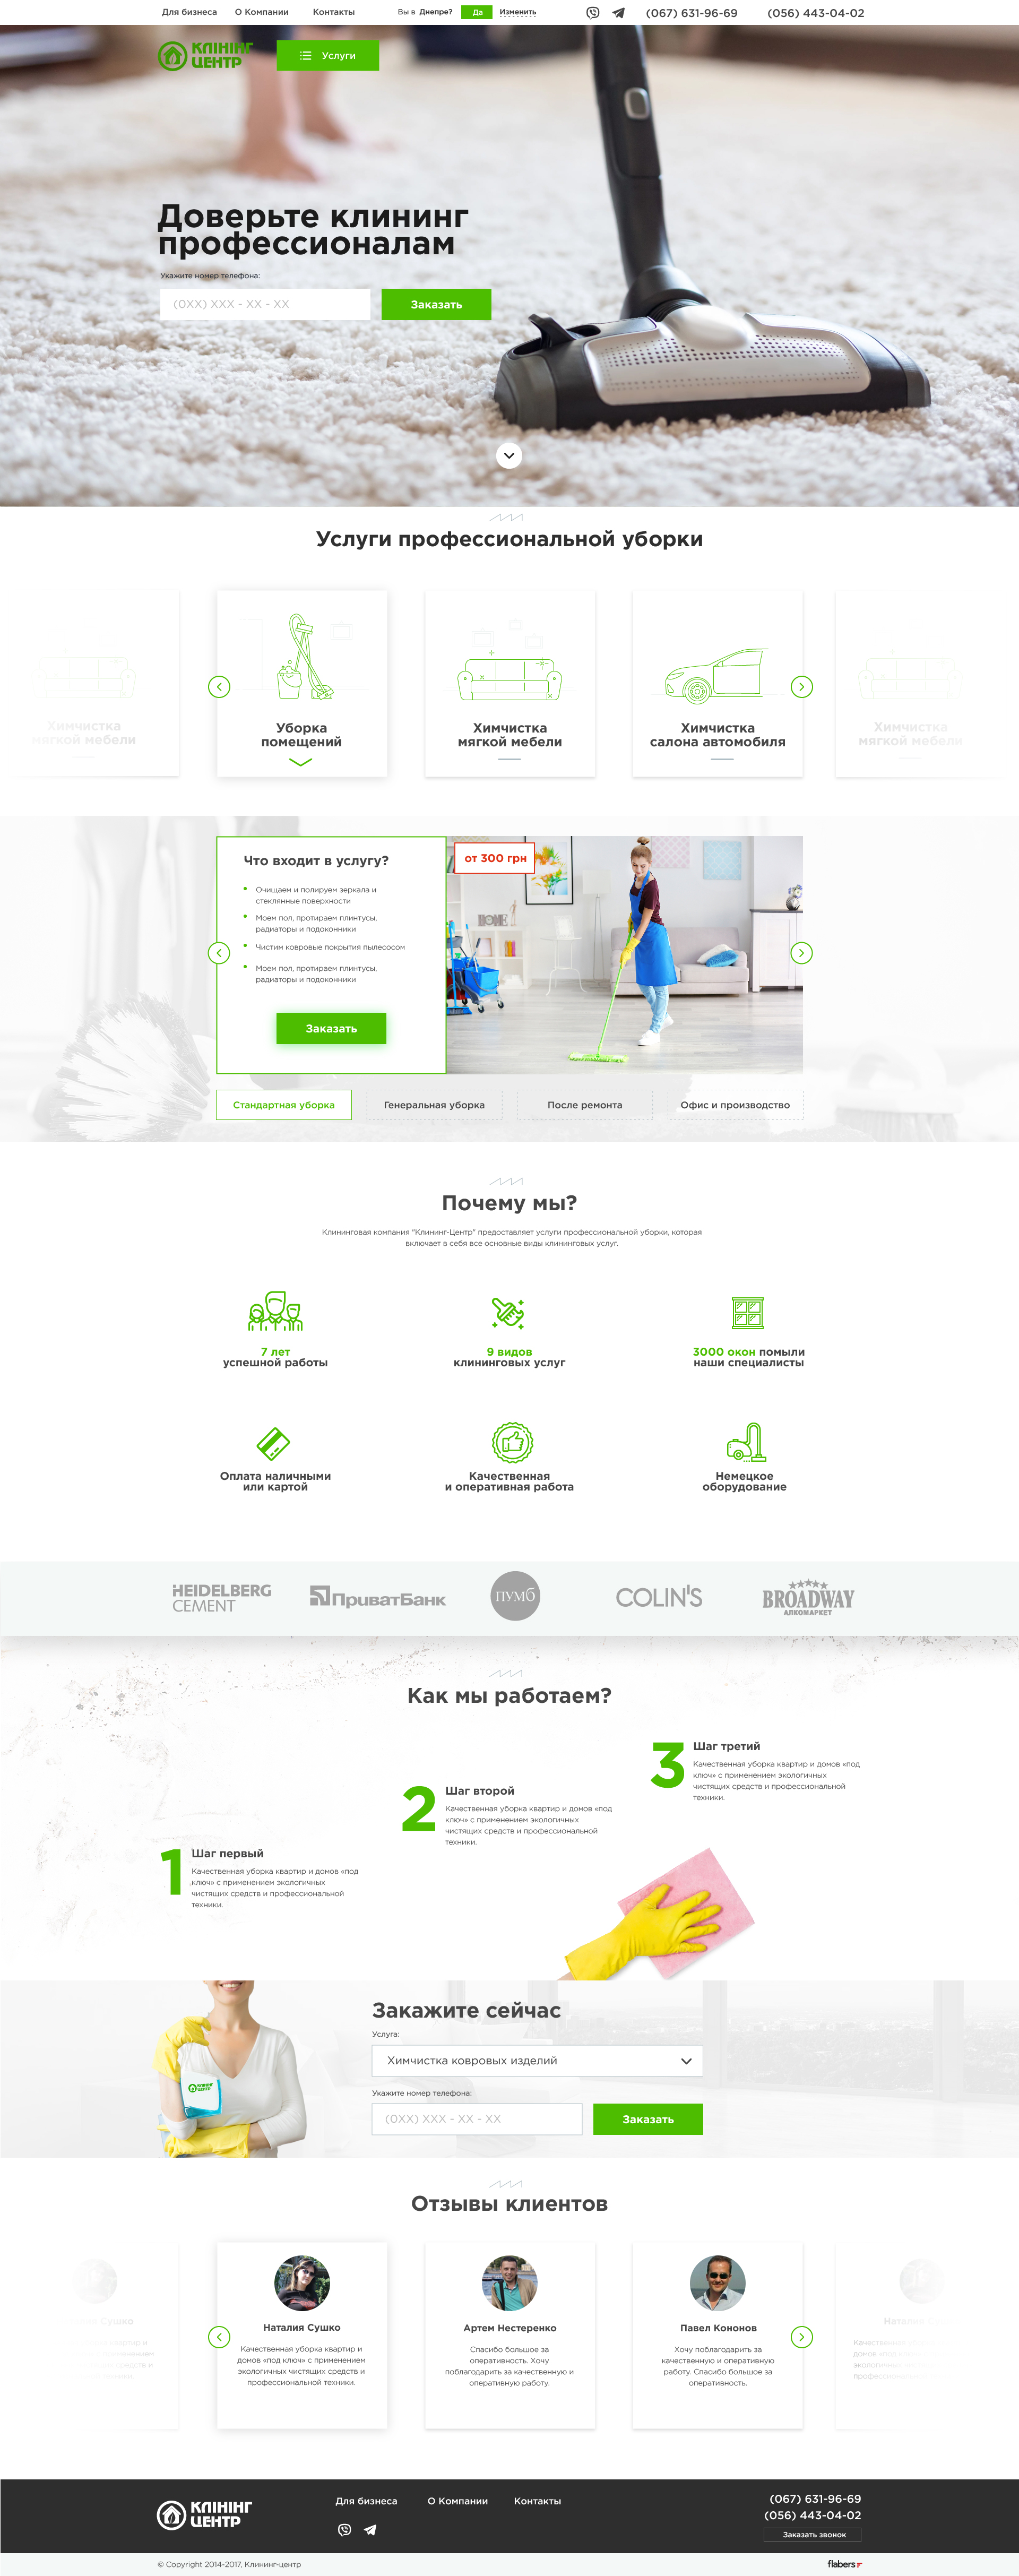 Для бизнеса О Компании Контакты Вы в Днепре? Да Изменить (067) 631-96-69 (056) 443-04-02
КЛІНІНГ
ЦЕНТР
Услуги
Доверьте клининг
профессионалам
Укажите номер телефона:
(0XX) XXX - XX - XX
Заказать
Услуги профессиональной уборки
Химчистка
мягкой мебели
Уборка
помещений
Химчистка
мягкой мебели
Химчистка
салона автомобиля
Химчистка
мягкой мебели
Что входит в услугу?
Очищаем и полируем зеркала и
стеклянные поверхности
Моем пол, протираем плинтусы,
радиаторы и подоконники
Чистим ковровые покрытия пылесосом
Моем пол, протираем плинтусы,
радиаторы и подоконники
Заказать
от 300 грн
HOME
Стандартная уборка
Генеральная уборка
После ремонта
Офис и производство
Почему мы?
Клининговая компания "Клининг-Центр" предоставляет услуги профессиональной уборки, которая
включает в себя все основные виды клининговых услуг.
7 лет
успешной работы
9 видов
клининговых услуг
3000 окон помыли
наши специалисты
Оплата наличными
или картой
Качественная
и оперативная работа
Немецкое
оборудование
HEIDELBERG
CEMENT
ПриватБанк
ПУМБ
COLIN'S
BROADWAY
АЛКОМАРКЕТ
Как мы работаем?
1
Шаг первый
Качественная уборка квартир и домов «под
ключ» с применением экологичных
чистящих средств и профессиональной
техники.
2
Шаг второй
Качественная уборка квартир и домов «под
ключ» с применением экологичных
чистящих средств и профессиональной
техники.
3
Шаг третий
Качественная уборка квартир и домов «под
ключ» с применением экологичных
чистящих средств и профессиональной
техники.
КЛІНІНГ
ЦЕНТР
Закажите сейчас
Услуга:
Химчистка ковровых изделий
Укажите номер телефона:
(0XX) XXX - XX - XX
Заказать
Отзывы клиентов
Сушко
Наталия Сушко
Качественная уборка квартир и
домов «под ключ» с применением
экологичных чистящих средств и
профессиональной техники.
Артем Нестеренко
Спасибо большое за
оперативность. Хочу
поблагодарить за качественную и
оперативную работу.
Павел Кононов
Хочу поблагодарить за
качественную и оперативную
работу. Спасибо большое за
оперативность.
КЛІНІНГ
ЦЕНТР
Для бизнеса О Компании Контакты
(067) 631-96-69
(056) 443-04-02
Заказать звонок
© Copyright 2014-2017, Клининг-центр
flabers